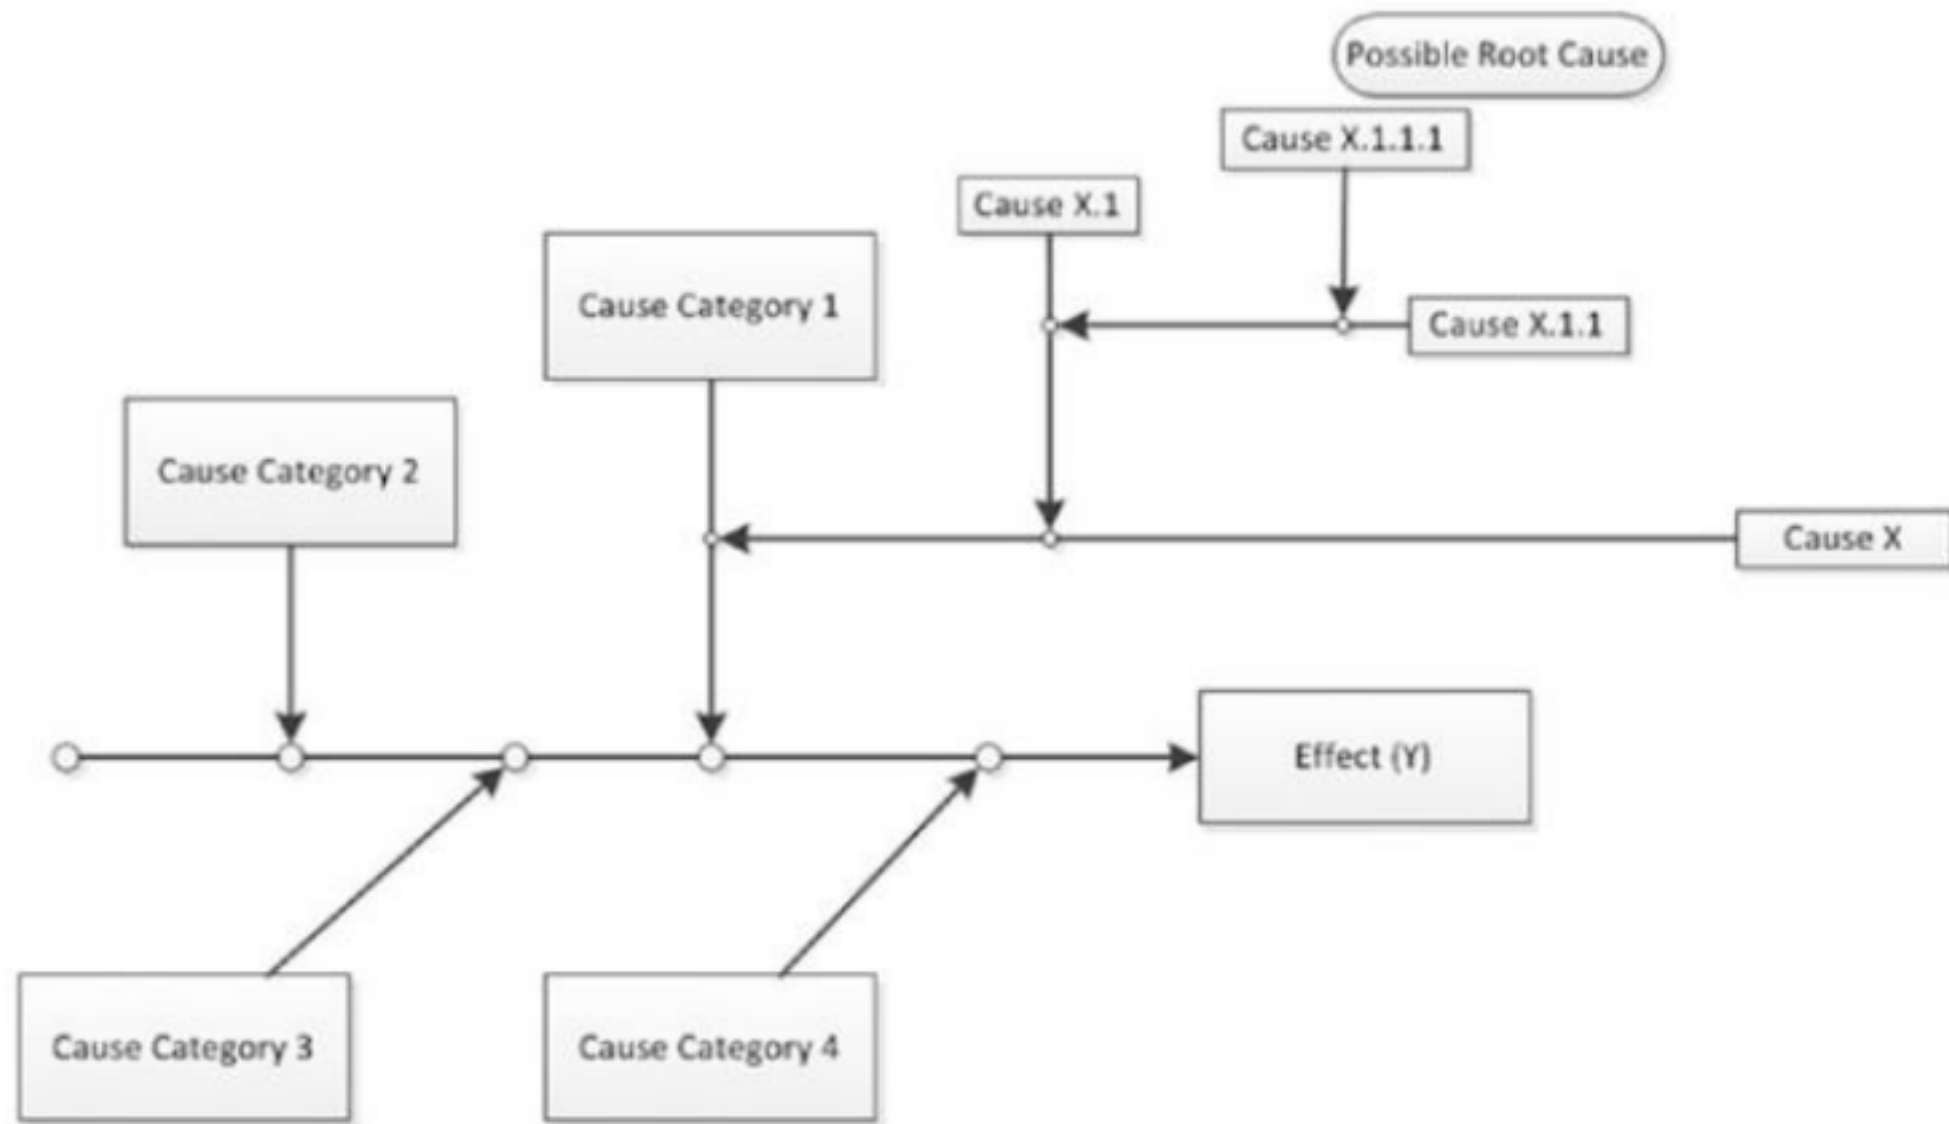 Possible Root Cause
Cause X.1.1.1
Cause X.1
Cause Category 1
Cause X.1.1
Cause Category 2
Cause X
Effect (Y)
Cause Category 3
Cause Category 4